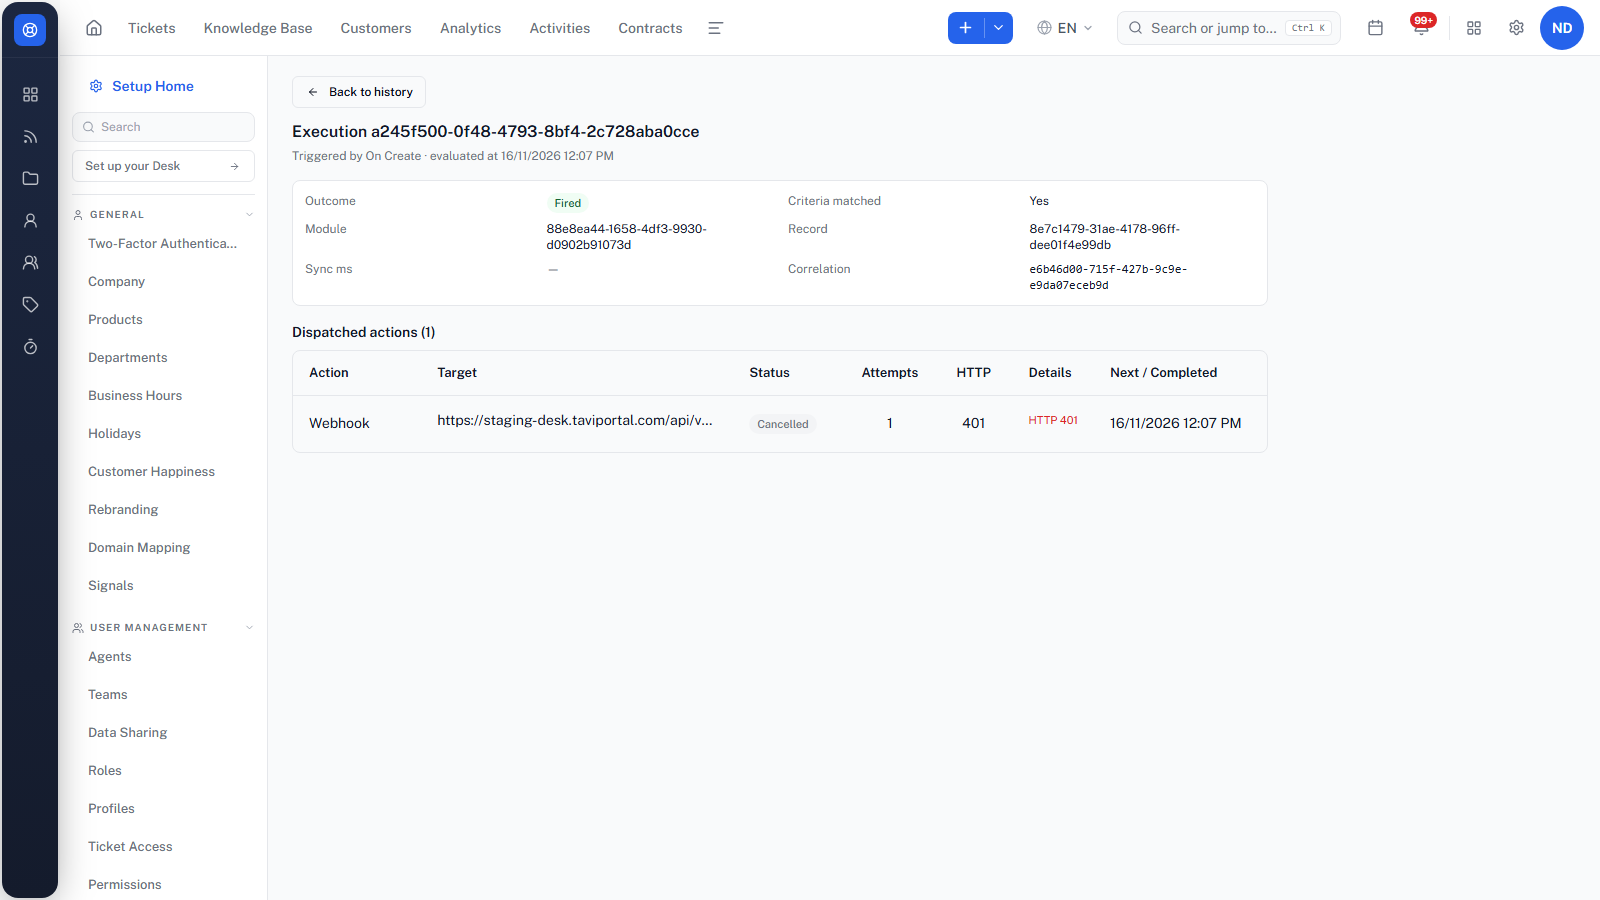 Tickets
Knowledge Base
Customers
Analytics
Activities
Contracts
EN
Search or jump to...
Ctrl K
99+
ND
Setup Home
Search
Set up your Desk
GENERAL
Two-Factor Authentica...
Company
Products
Departments
Business Hours
Holidays
Customer Happiness
Rebranding
Domain Mapping
Signals
USER MANAGEMENT
Agents
Teams
Data Sharing
Roles
Profiles
Ticket Access
Permissions
Back to history
Execution a245f500-0f48-4793-8bf4-2c728aba0cce
Triggered by On Create · evaluated at 16/11/2026 12:07 PM
Outcome
Fired
Criteria matched
Yes
Module
88e8ea44-1658-4df3-9930-
d0902b91073d
Record
8e7c1479-31ae-4178-96ff-
dee01f4e99db
Sync ms
—
Correlation
e6b46d00-715f-427b-9c9e-
e9da07eceb9d
Dispatched actions (1)
Action
Target
Status
Attempts
HTTP
Details
Next / Completed
Webhook
https://staging-desk.taviportal.com/api/v...
Cancelled
1
401
HTTP 401
16/11/2026 12:07 PM